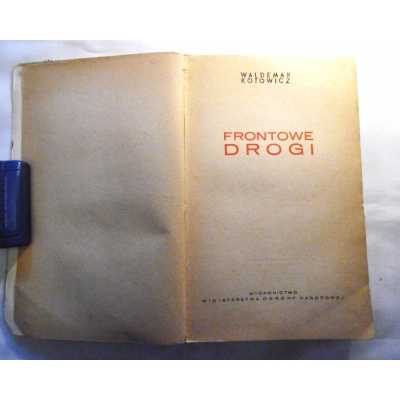 WALDEMAR
KOTOWICZ
FRONTOWE
DROGI
WYDAWNICTWO
MINISTERSTWA OBRONY NARODOWEJ